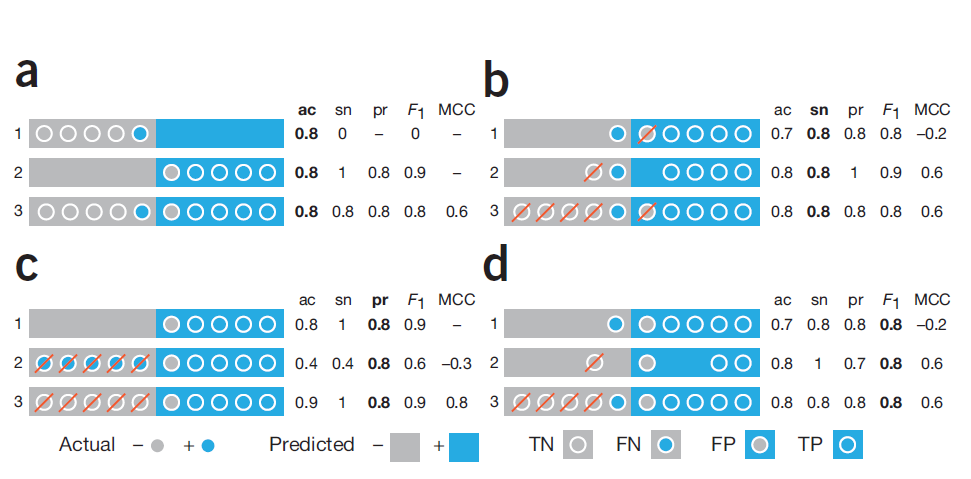 a
ac sn pr F1 MCC
1 0.8 0 – 0 –
2 0.8 1 0.8 0.9 –
3 0.8 0.8 0.8 0.8 0.6
b
ac sn pr F1 MCC
1 0.7 0.8 0.8 0.8 –0.2
2 0.8 0.8 1 0.9 0.6
3 0.8 0.8 0.8 0.8 0.6
c
ac sn pr F1 MCC
1 0.8 1 0.8 0.9 –
2 0.4 0.4 0.8 0.6 –0.3
3 0.9 1 0.8 0.9 0.8
d
ac sn pr F1 MCC
1 0.7 0.8 0.8 0.8 –0.2
2 0.8 1 0.7 0.8 0.6
3 0.8 0.8 0.8 0.8 0.6
Actual – + Predicted – + TN FN FP TP